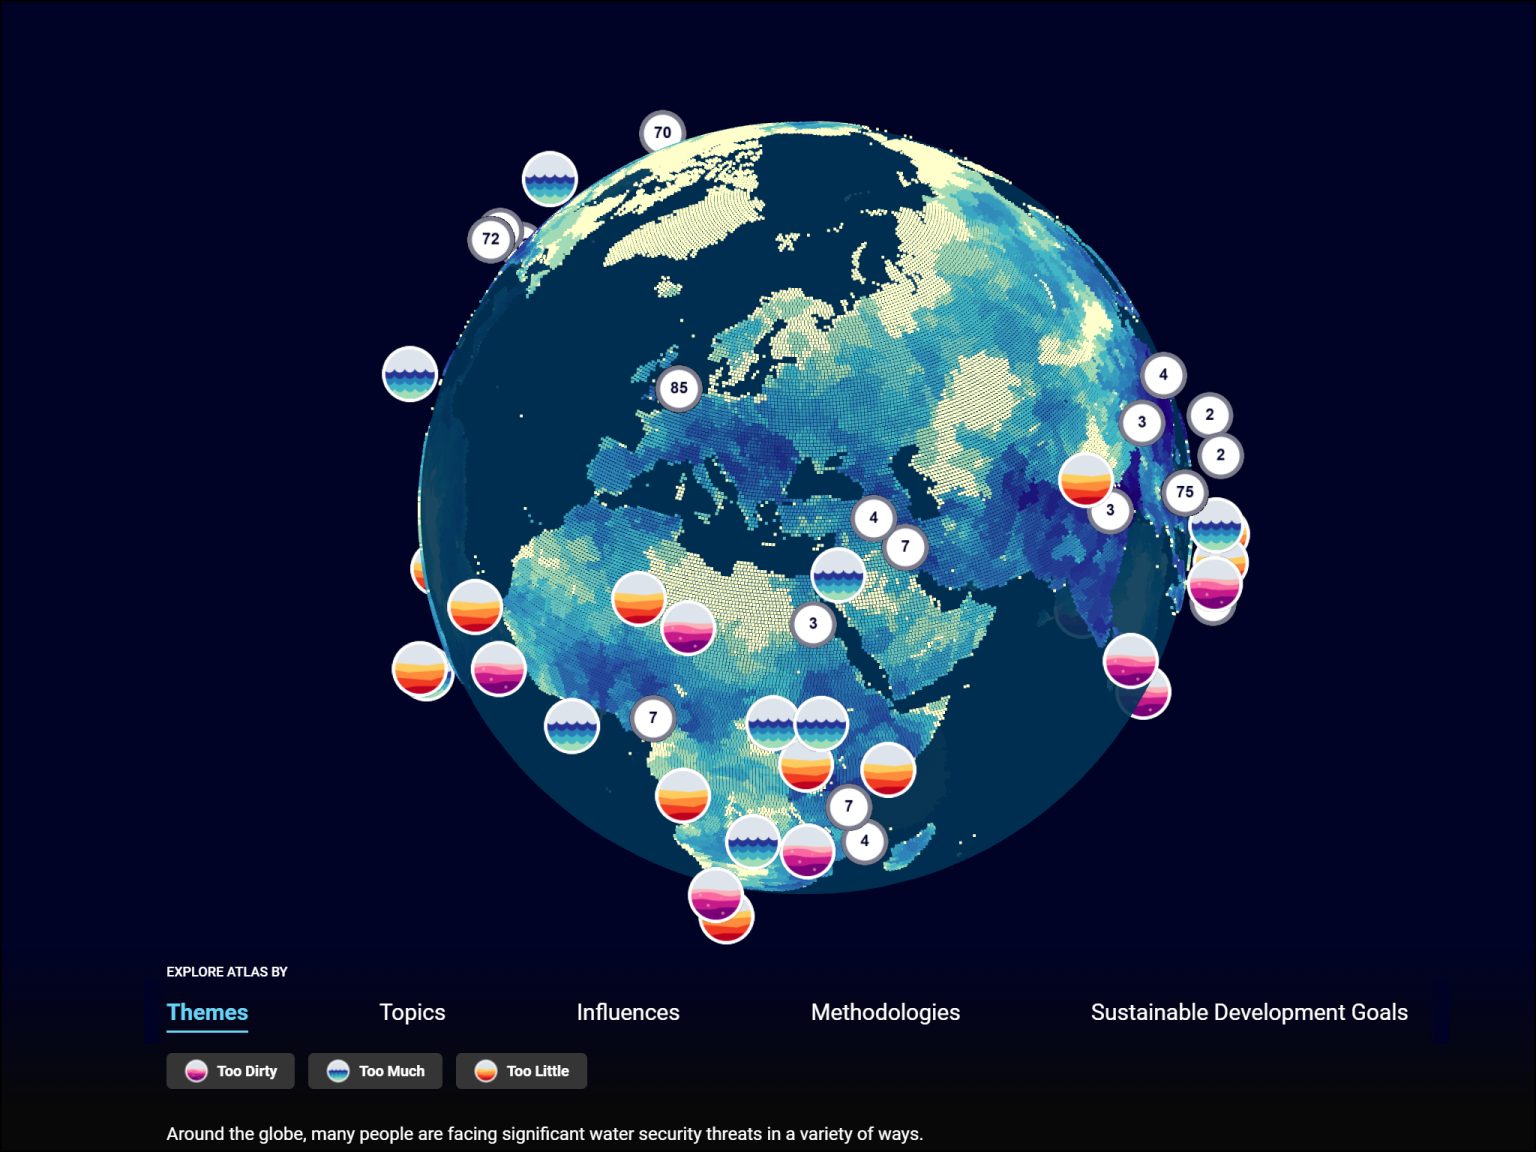 70
72
85
4
2
3
2
75
3
4
7
3
7
7
4
EXPLORE ATLAS BY
Themes
Topics
Influences
Methodologies
Sustainable Development Goals
Too Dirty
Too Much
Too Little
Around the globe, many people are facing significant water security threats in a variety of ways.